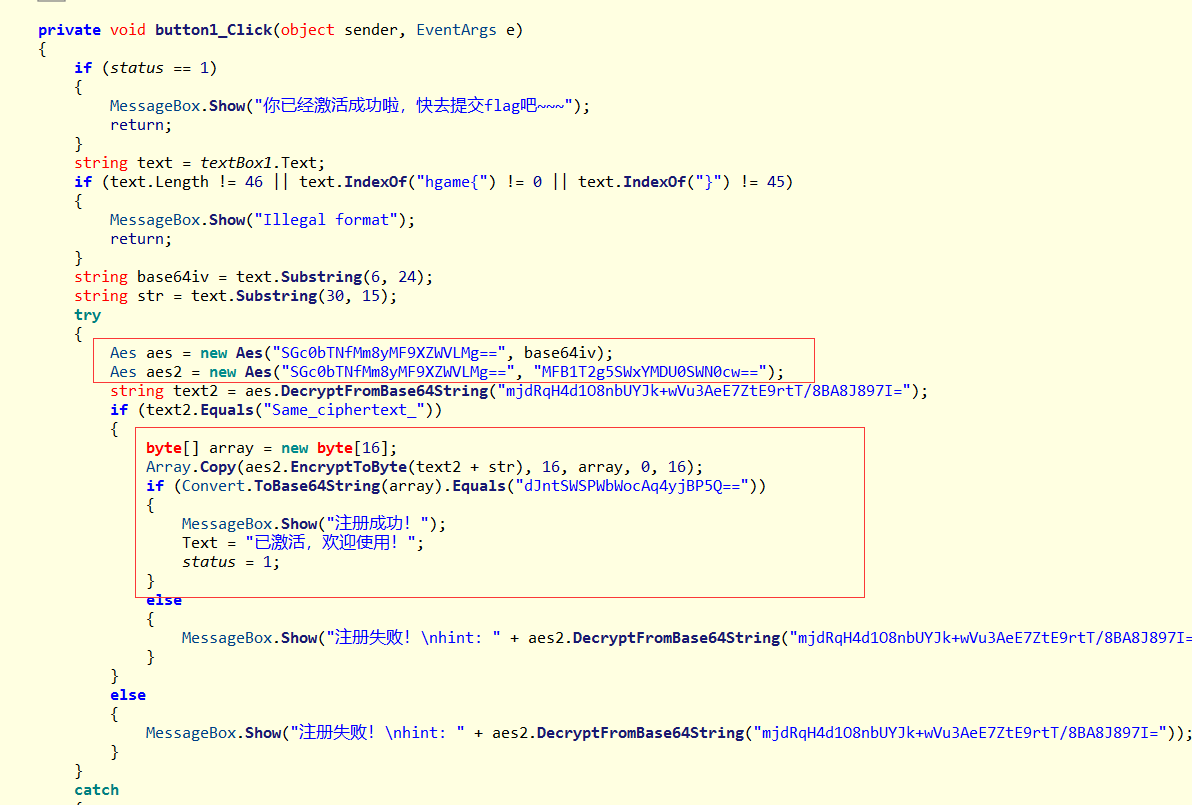 private void button1_Click(object sender, EventArgs e)
{
if (status == 1)
{
MessageBox.Show("你已经激活成功啦，快去提交flag吧~~~");
return;
}
string text = textBox1.Text;
if (text.Length != 46 || text.IndexOf("hgame{") != 0 || text.IndexOf("}") != 45)
{
MessageBox.Show("Illegal format");
return;
}
string base64iv = text.Substring(6, 24);
string str = text.Substring(30, 15);
try
{
Aes aes = new Aes("SGc0bTNfMm8yMF9XZWVLMg==", base64iv);
Aes aes2 = new Aes("SGc0bTNfMm8yMF9XZWVLMg==", "MFB1T2g5SWxYMDU0SWN0cw==");
string text2 = aes.DecryptFromBase64String("mjdRqH4d1O8nbUYJk+wVu3AeE7ZtE9rtT/8BA8J897I=");
if (text2.Equals("Same_ciphertext_"))
{
byte[] array = new byte[16];
Array.Copy(aes2.EncryptToByte(text2 + str), 16, array, 0, 16);
if (Convert.ToBase64String(array).Equals("dJntSWSPWbWocAq4yjBP5Q=="))
{
MessageBox.Show("注册成功！");
Text = "已激活，欢迎使用！";
status = 1;
}
else
{
MessageBox.Show("注册失败！\nhint: " + aes2.DecryptFromBase64String("mjdRqH4d1O8nbUYJk+wVu3AeE7ZtE9rtT/8BA8J897I=
}
}
else
{
MessageBox.Show("注册失败！\nhint: " + aes2.DecryptFromBase64String("mjdRqH4d1O8nbUYJk+wVu3AeE7ZtE9rtT/8BA8J897I="));
}
}
catch